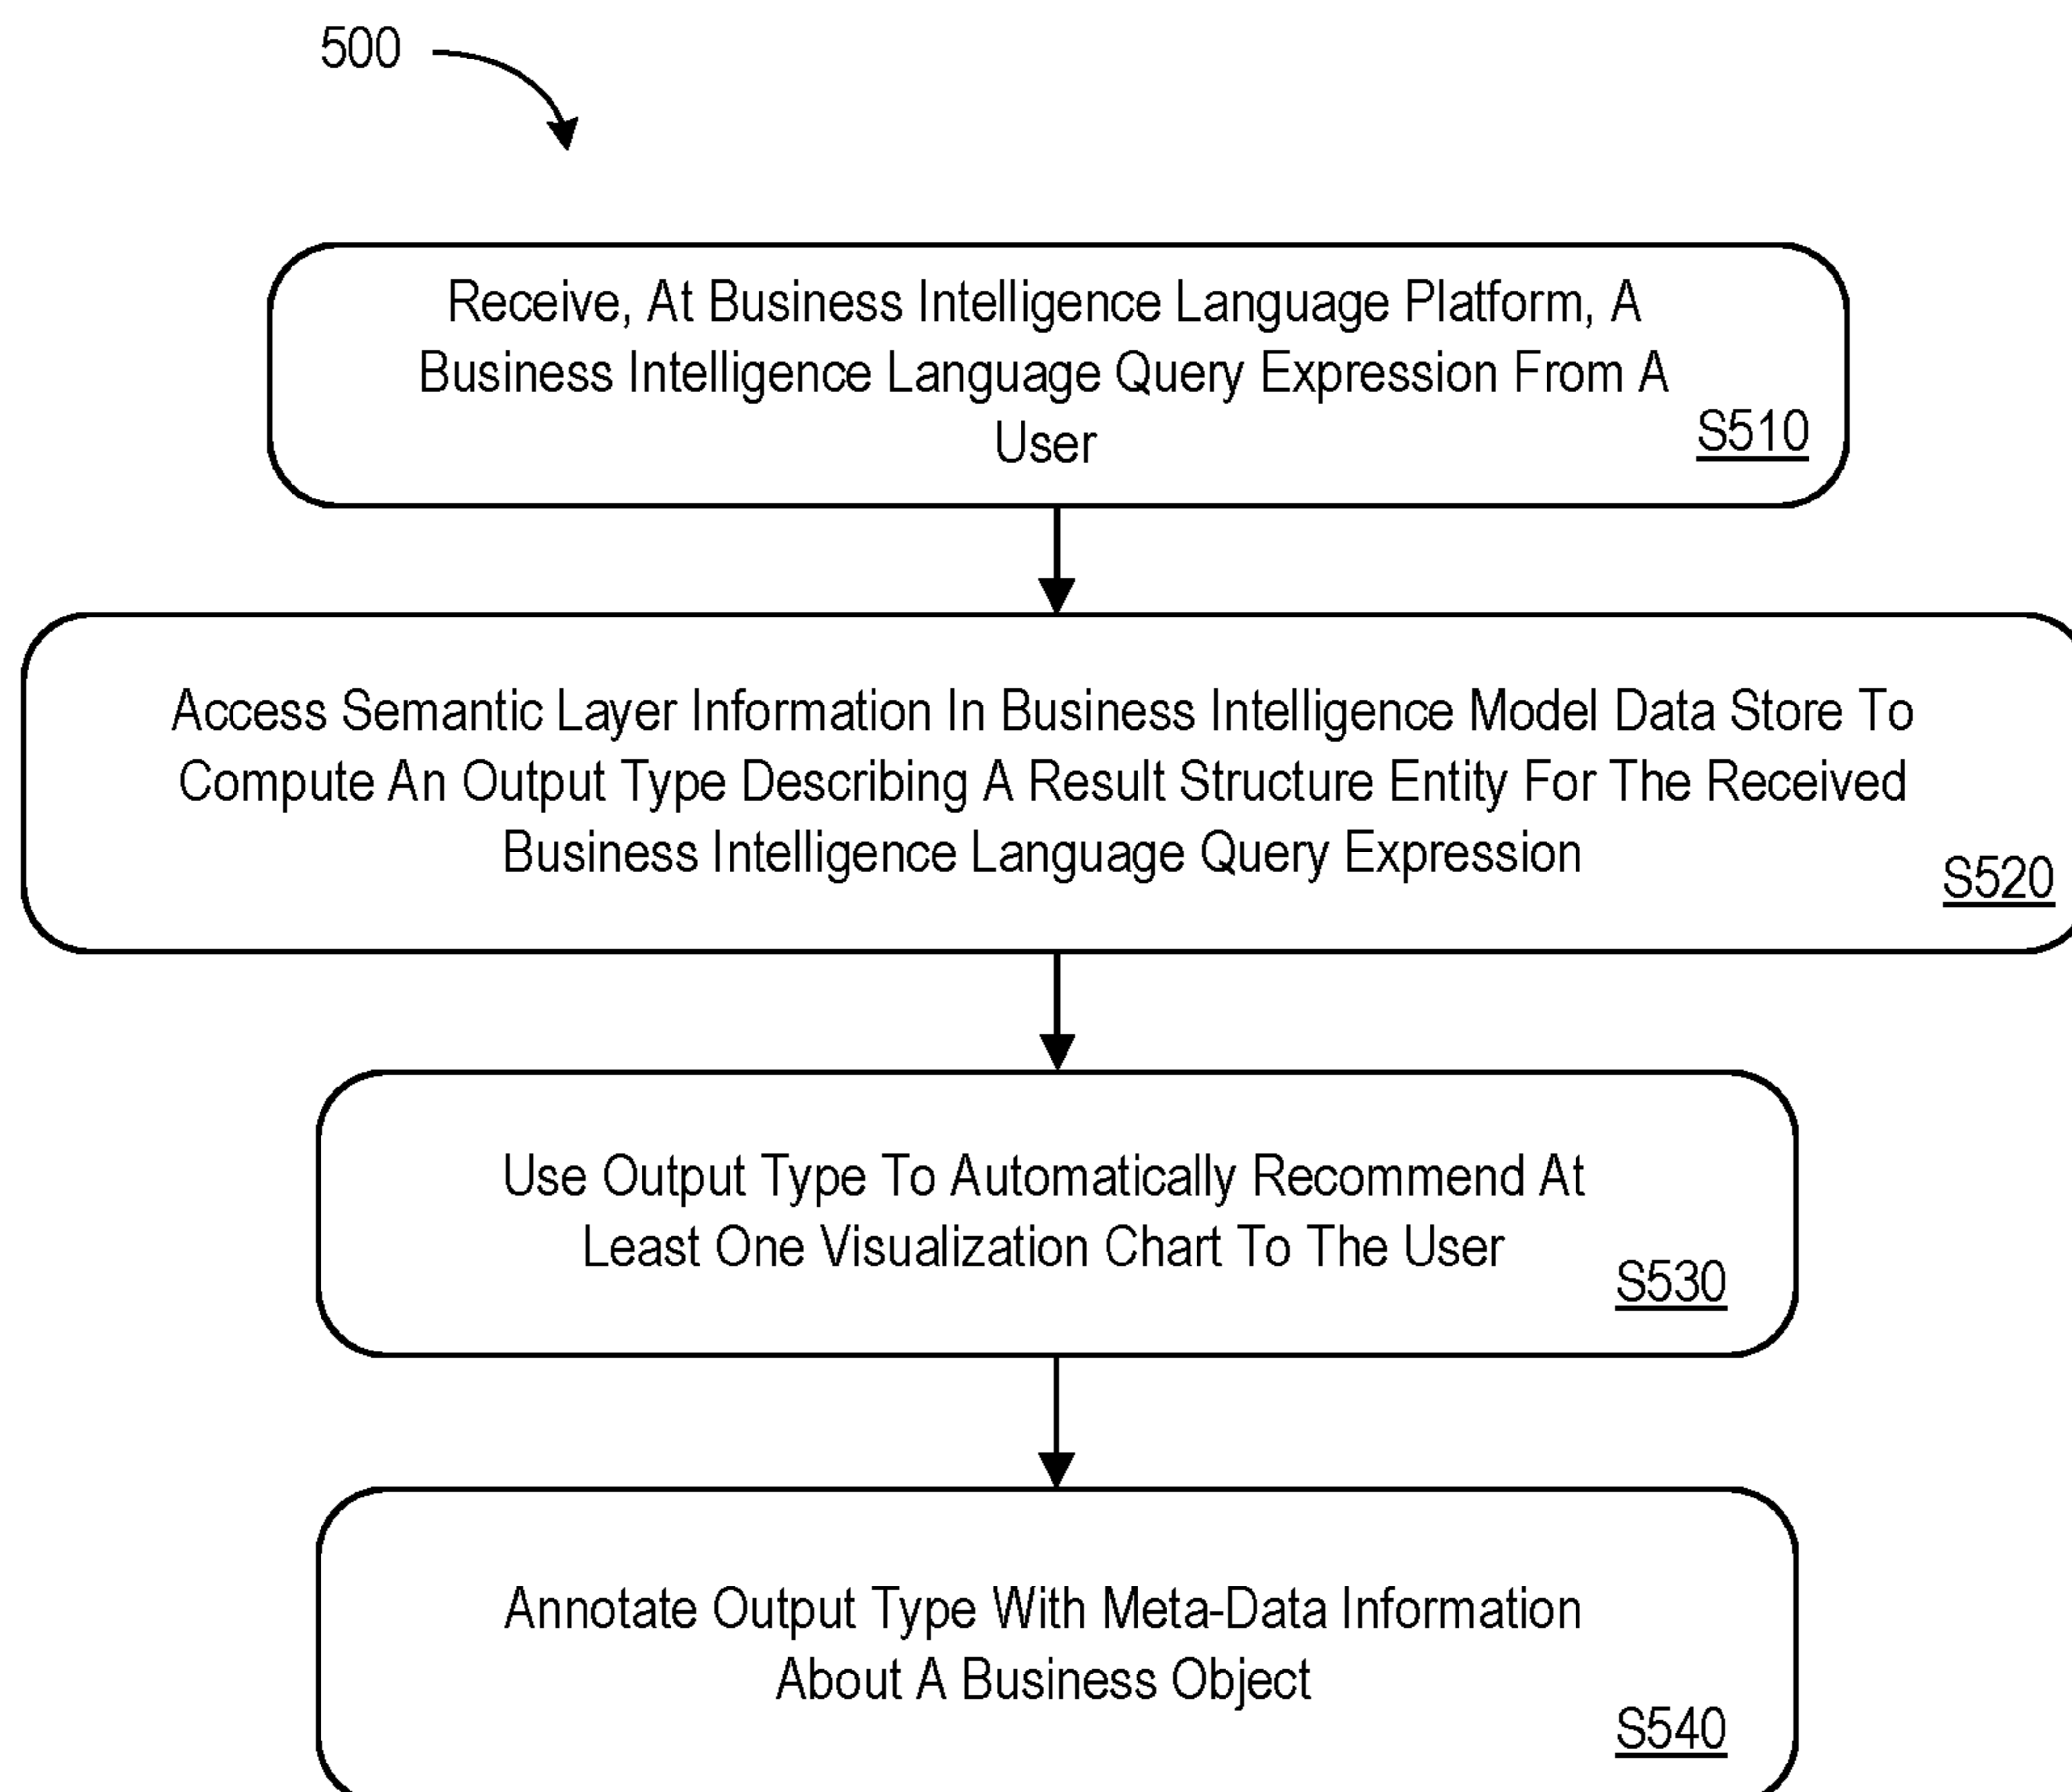 500
Receive, At Business Intelligence Language Platform, A
Business Intelligence Language Query Expression From A
User
S510
Access Semantic Layer Information In Business Intelligence Model Data Store To
Compute An Output Type Describing A Result Structure Entity For The Received
Business Intelligence Language Query Expression
S520
Use Output Type To Automatically Recommend At
Least One Visualization Chart To The User
S530
Annotate Output Type With Meta-Data Information
About A Business Object
S540